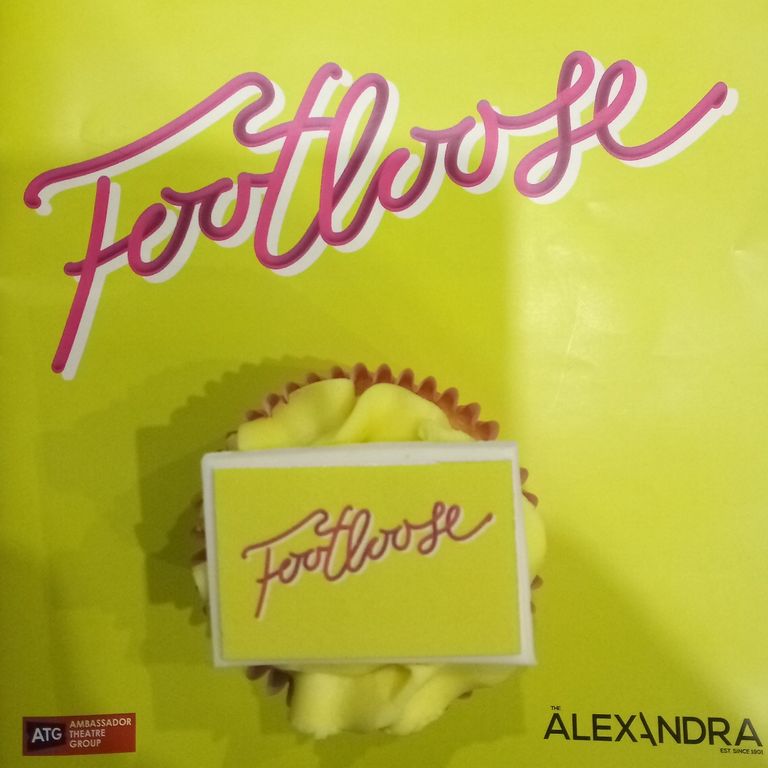 Footloose
Footloose
ATG
AMBASSADOR
THEATRE
GROUP
THE
ALEXANDRA
EST. SINCE 1901